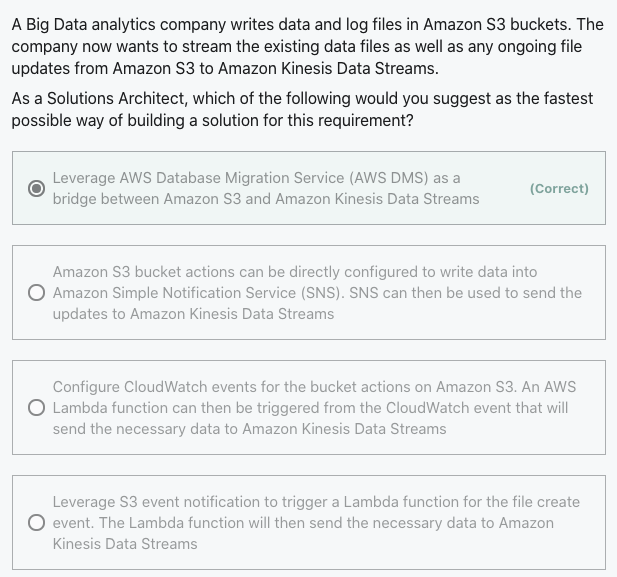 A Big Data analytics company writes data and log files in Amazon S3 buckets. The
company now wants to stream the existing data files as well as any ongoing file
updates from Amazon S3 to Amazon Kinesis Data Streams.
As a Solutions Architect, which of the following would you suggest as the fastest
possible way of building a solution for this requirement?
Leverage AWS Database Migration Service (AWS DMS) as a
bridge between Amazon S3 and Amazon Kinesis Data Streams
(Correct)
Amazon S3 bucket actions can be directly configured to write data into
Amazon Simple Notification Service (SNS). SNS can then be used to send the
updates to Amazon Kinesis Data Streams
Configure CloudWatch events for the bucket actions on Amazon S3. An AWS
Lambda function can then be triggered from the CloudWatch event that will
send the necessary data to Amazon Kinesis Data Streams
Leverage S3 event notification to trigger a Lambda function for the file create
event. The Lambda function will then send the necessary data to Amazon
Kinesis Data Streams